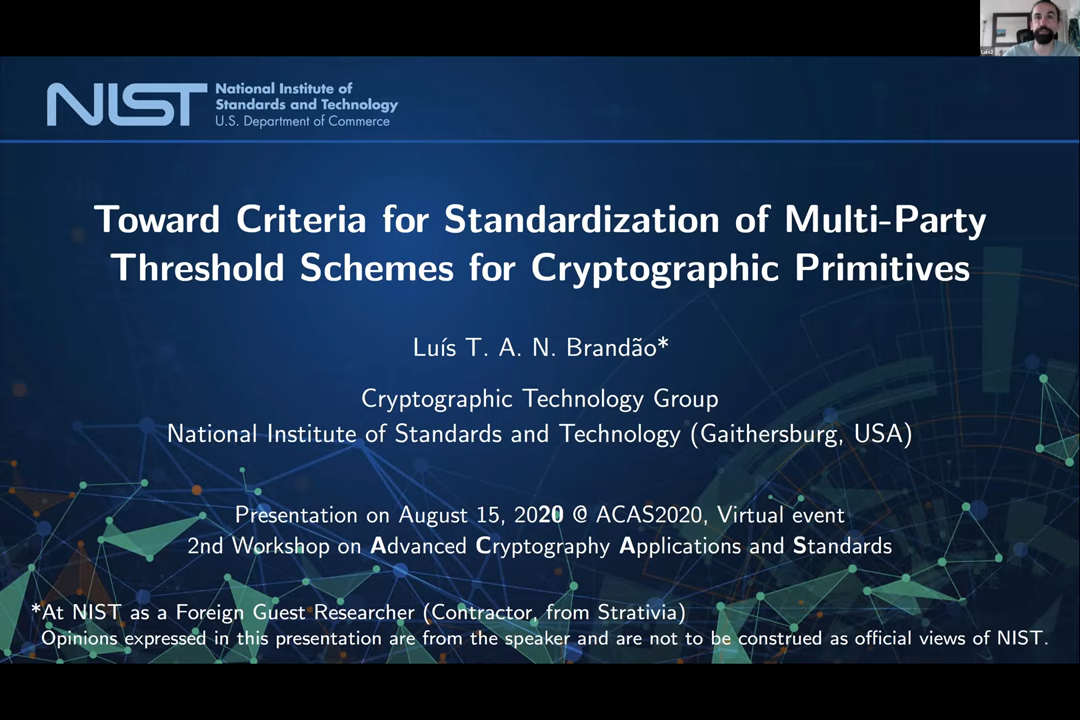 NIST
National Institute of
Standards and Technology
U.S. Department of Commerce
Toward Criteria for Standardization of Multi-Party
Threshold Schemes for Cryptographic Primitives
Luís T. A. N. Brandão*
Cryptographic Technology Group
National Institute of Standards and Technology (Gaithersburg, USA)
Presentation on August 15, 2020 @ ACAS2020, Virtual event
2nd Workshop on Advanced Cryptography Applications and Standards
*At NIST as a Foreign Guest Researcher (Contractor, from Strativia)
Opinions expressed in this presentation are from the speaker and are not to be construed as official views of NIST.